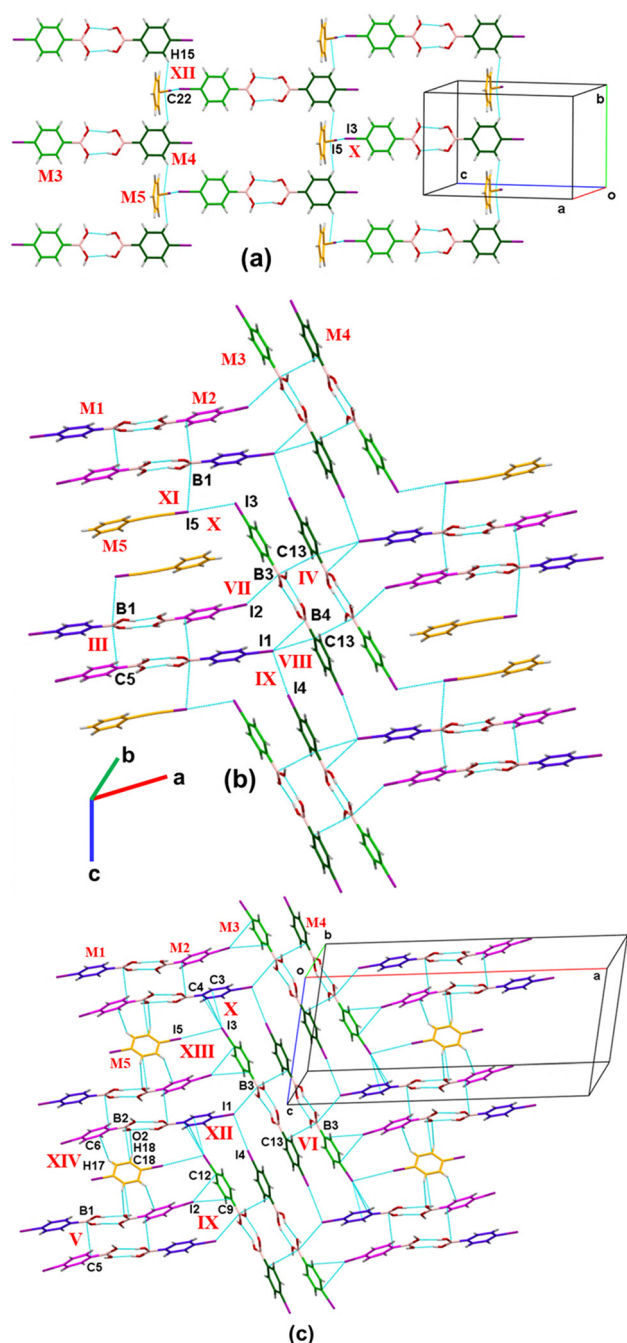 H15
XII
C22
I3
I5
X
b
M3
M4
M5
c
a
o
(a)
M4
M3
M1
M2
B1
XI
I5
X
I3
M5
C13
B3
IV
VII
B1
I2
B4
III
I1
C13
VIII
C5
IX
I4
b
a
c
(b)
M3
M4
b
M1
M2
o
a
C4
C3
X
I5
I3
XIII
M5
B3
c
I1
B2
XII
B3
C6
O2
C13
VI
H18
I4
XIV
H17
C18
C12
B1
I2
C9
V
IX
C5
(c)